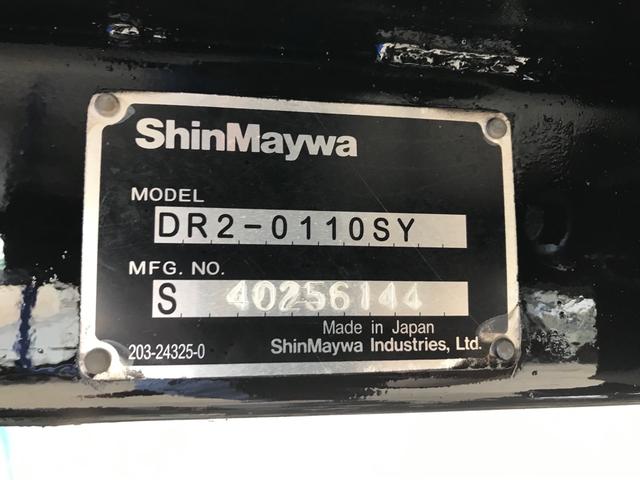 ShinMaywa
MODEL
DR2-0110SY
MFG. NO.
S 40256144
Made in Japan
203-24325-0 ShinMaywa Industries, Ltd.